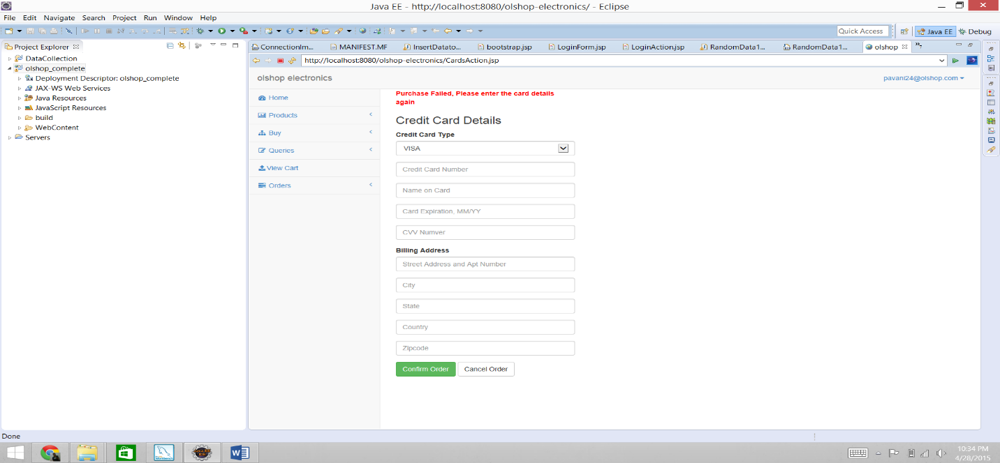 Java EE - http://localhost:8080/olshop-electronics/ - Eclipse
File Edit Navigate Search Project Run Window Help
Quick Access Java EE Debug
Project Explorer
ConnectionIm... MANIFEST.MF InsertDatato... bootstrap.jsp LoginForm.jsp LoginAction.jsp RandomData1... RandomData1... olshop
DataCollection
http://localhost:8080/olshop-electronics/CardsAction.jsp
olshop_complete
Deployment Descriptor: olshop_complete
JAX-WS Web Services
Java Resources
JavaScript Resources
build
WebContent
Servers
olshop electronics
pavani24@olshop.com
Home
Products
Buy
Queries
View Cart
Orders
Purchase Failed, Please enter the card details
again
Credit Card Details
Credit Card Type
VISA
Credit Card Number
Name on Card
Card Expiration, MM/YY
CVV Numver
Billing Address
Street Address and Apt Number
City
State
Country
Zipcode
Confirm Order Cancel Order
Done
10:34 PM
4/28/2015